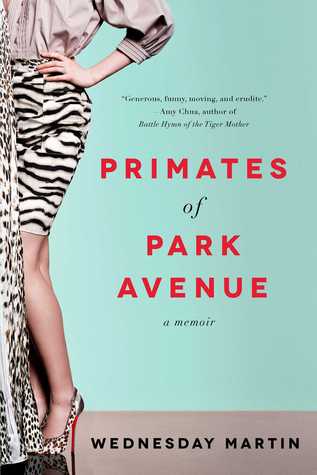 “Generous, funny, moving, and erudite.”
Amy Chua, author of
Battle Hymn of the Tiger Mother
PRIMATES
of
PARK
AVENUE
a memoir
WEDNESDAY MARTIN